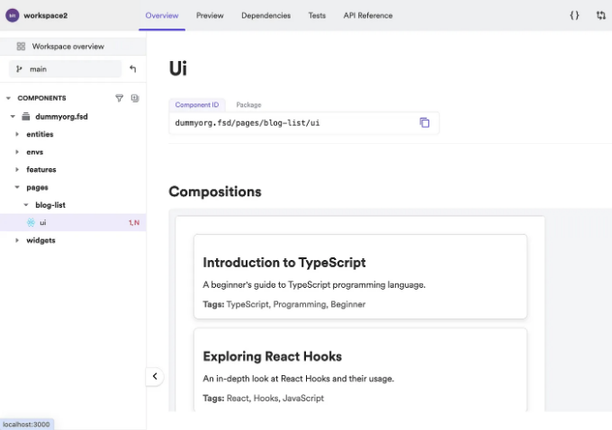 workspace2
Overview
Preview
Dependencies
Tests
API Reference
{}
Workspace overview
main
COMPONENTS
dummyorg.fsd
entities
envs
features
pages
blog-list
ui
1,N
widgets
Ui
Component ID
Package
dummyorg.fsd/pages/blog-list/ui
Compositions
Introduction to TypeScript
A beginner's guide to TypeScript programming language.
Tags: TypeScript, Programming, Beginner
Exploring React Hooks
An in-depth look at React Hooks and their usage.
Tags: React, Hooks, JavaScript
localhost:3000